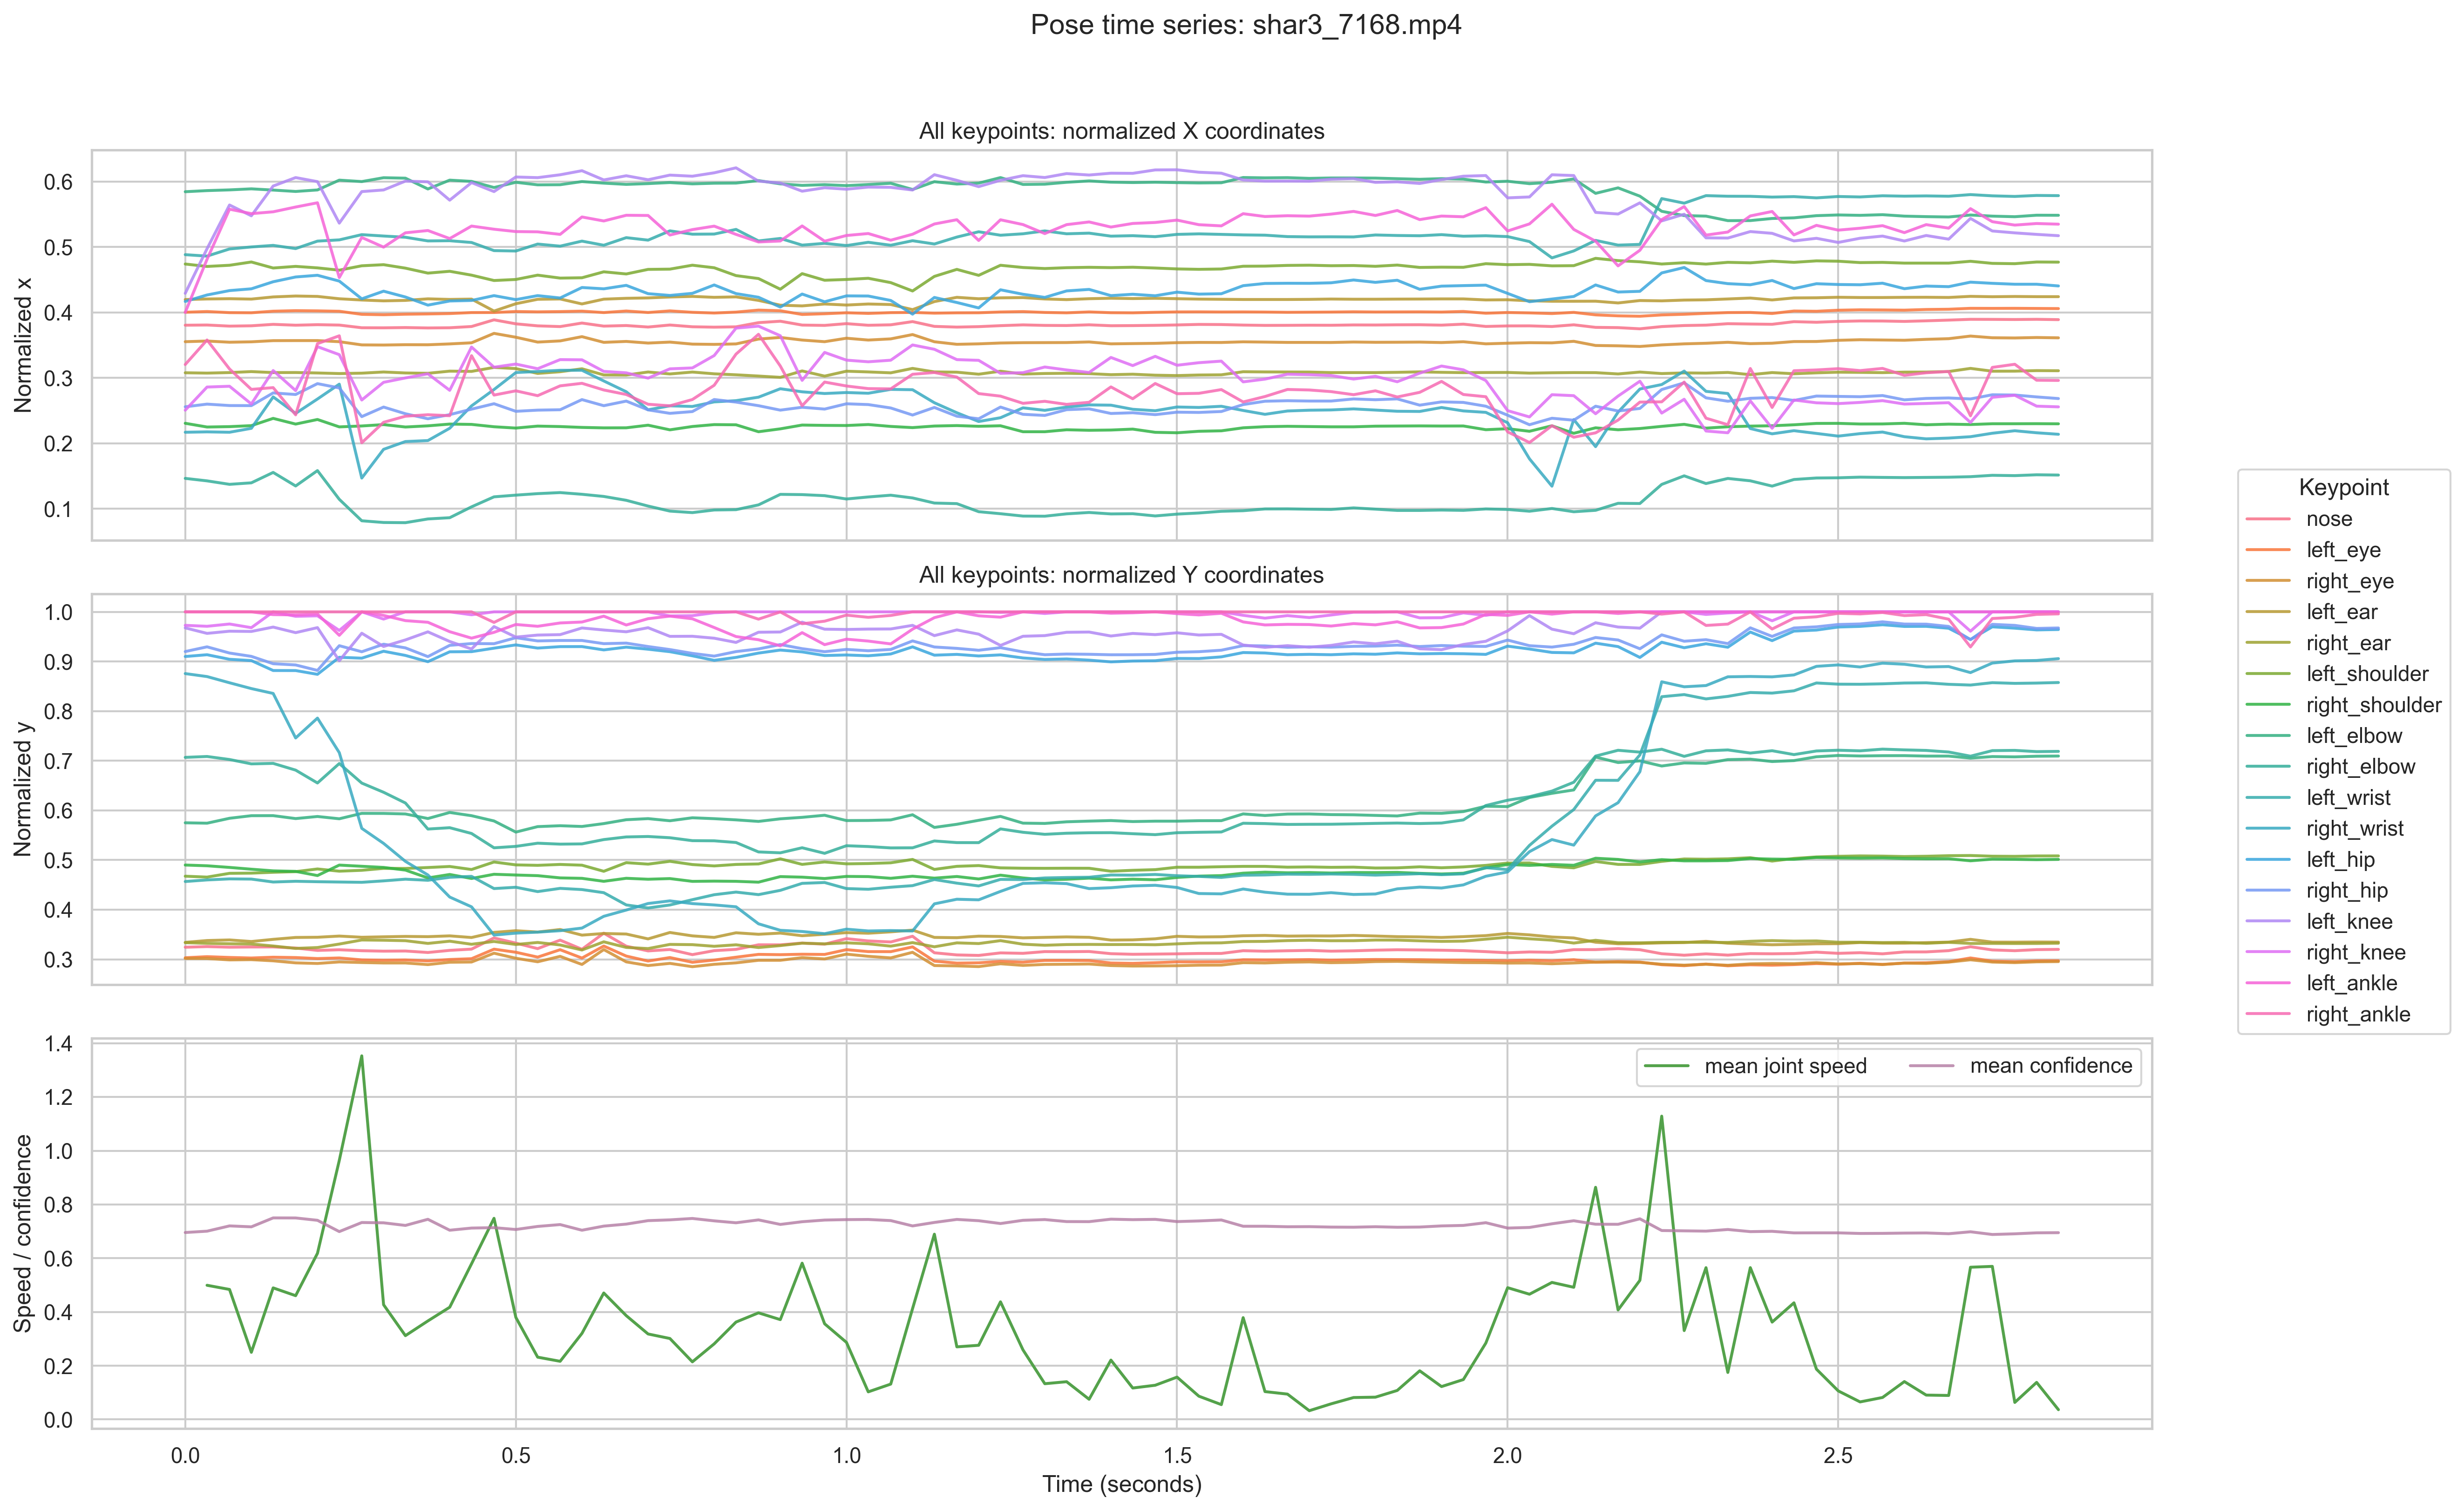 Pose time series: shar3_7168.mp4
All keypoints: normalized X coordinates
Normalized x
0.6
0.5
0.4
0.3
0.2
0.1
All keypoints: normalized Y coordinates
Normalized y
1.0
0.9
0.8
0.7
0.6
0.5
0.4
0.3
Keypoint
nose
left_eye
right_eye
left_ear
right_ear
left_shoulder
right_shoulder
left_elbow
right_elbow
left_wrist
right_wrist
left_hip
right_hip
left_knee
right_knee
left_ankle
right_ankle
Speed / confidence
1.4
1.2
1.0
0.8
0.6
0.4
0.2
0.0
mean joint speed mean confidence
0.0 0.5 1.0 1.5 2.0 2.5
Time (seconds)